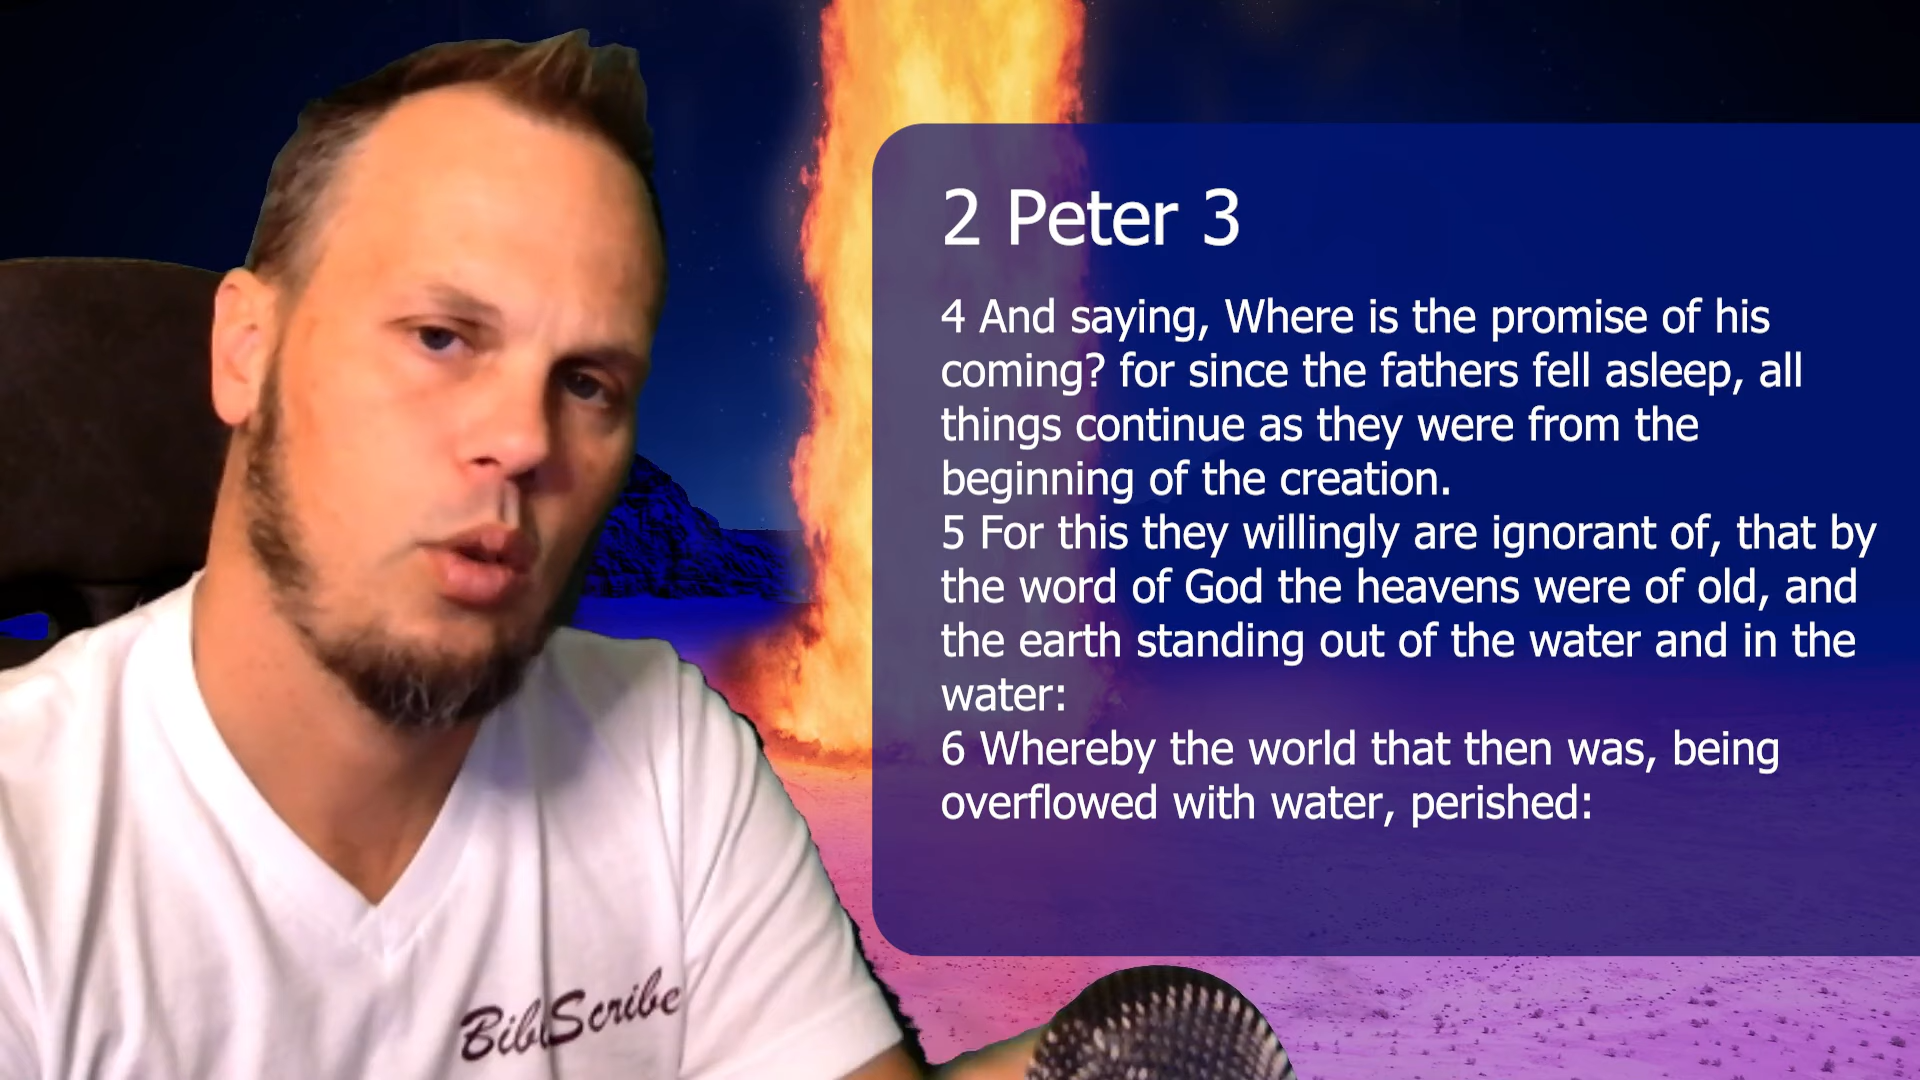 2 Peter 3
4 And saying, Where is the promise of his
coming? for since the fathers fell asleep, all
things continue as they were from the
beginning of the creation.
5 For this they willingly are ignorant of, that by
the word of God the heavens were of old, and
the earth standing out of the water and in the
water:
6 Whereby the world that then was, being
overflowed with water, perished: